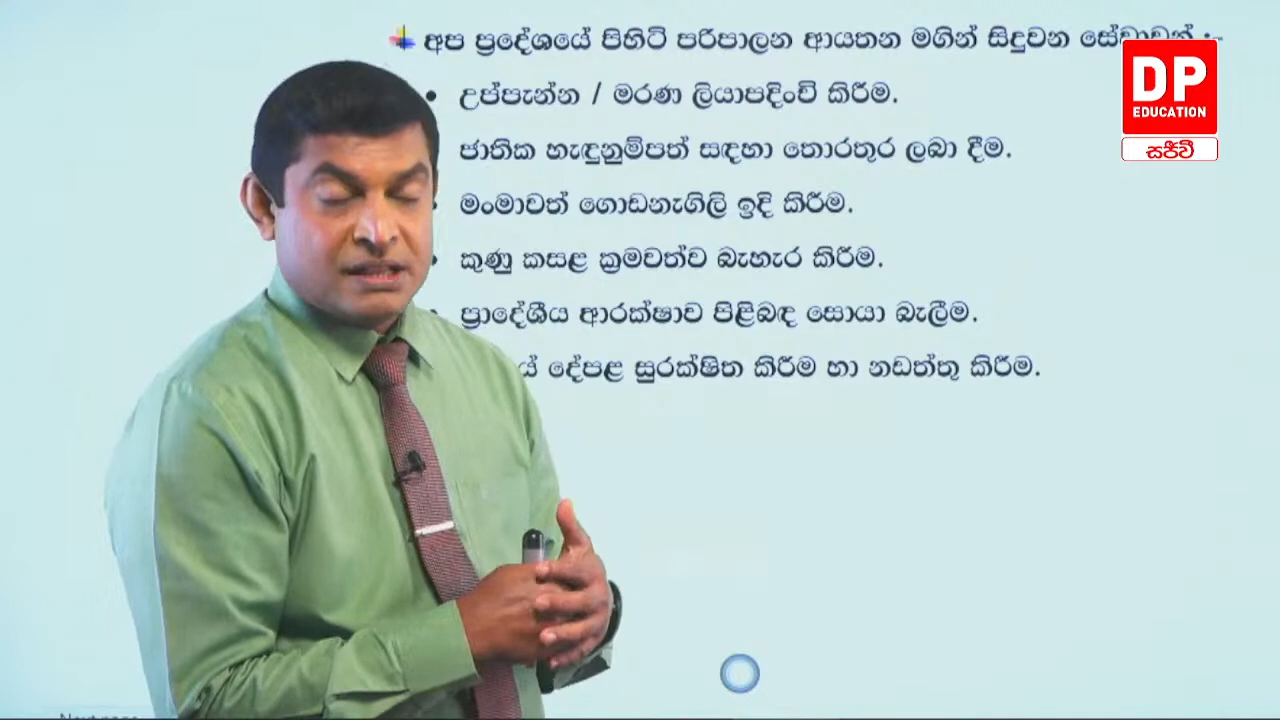 අප ප්‍රදේශයේ පිහිටි පරිපාලන ආයතන මගින් සිදුවන සේවාවන් :-
• උප්පැන්න / මරණ ලියාපදිංචි කිරීම.
ජාතික හැඳුනුම්පත් සඳහා තොරතුර ලබා දීම.
• මංමාවත් ගොඩනැගිලි ඉදි කිරීම.
• කුණු කසළ ක්‍රමවත්ව බැහැර කිරීම.
• ප්‍රාදේශීය ආරක්ෂාව පිළිබඳ සොයා බැලීම.
දේපළ සුරක්ෂිත කිරීම හා නඩත්තු කිරීම.
DP
EDUCATION
සජීවී